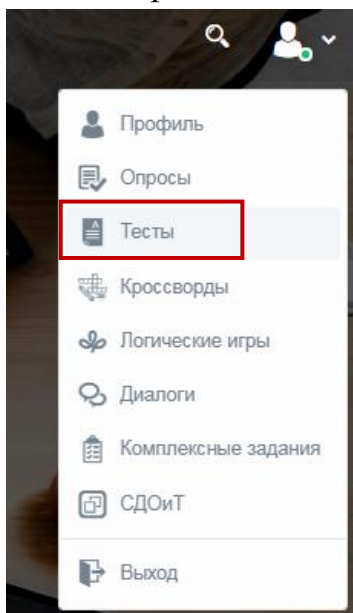 Профиль
Опросы
Тесты
Кроссворды
Логические игры
Диалоги
Комплексные задания
СДОиТ
Выход